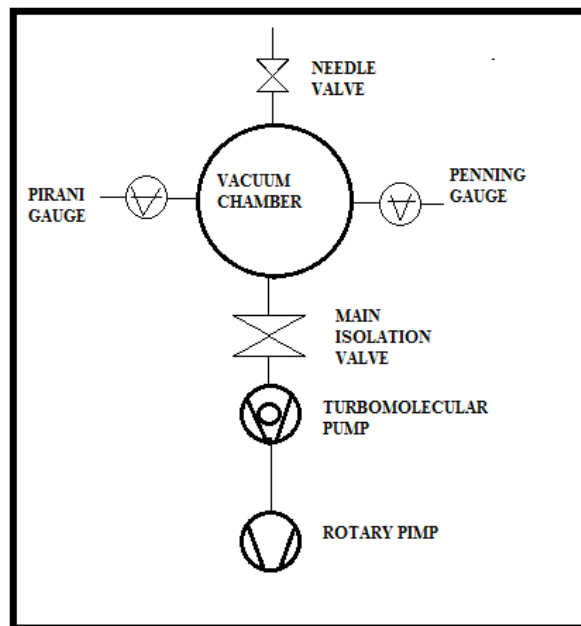 NEEDLE
VALVE
PIRANI
GAUGE
VACUUM
CHAMBER
PENNING
GAUGE
MAIN
ISOLATION
VALVE
TURBOMOLECULAR
PUMP
ROTARY PIMP